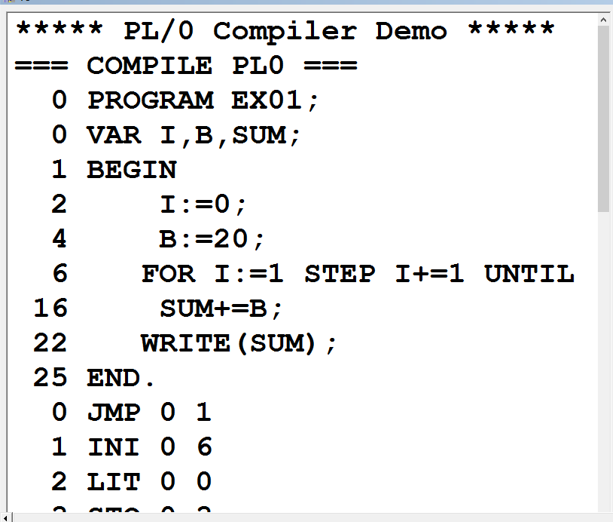 ***** PL/0 Compiler Demo *****
=== COMPILE PL0 ===
0 PROGRAM EX01;
0 VAR I,B,SUM;
1 BEGIN
2 I:=0;
4 B:=20;
6 FOR I:=1 STEP I+=1 UNTIL
16 SUM+=B;
22 WRITE(SUM);
25 END.
0 JMP 0 1
1 INI 0 6
2 LIT 0 0